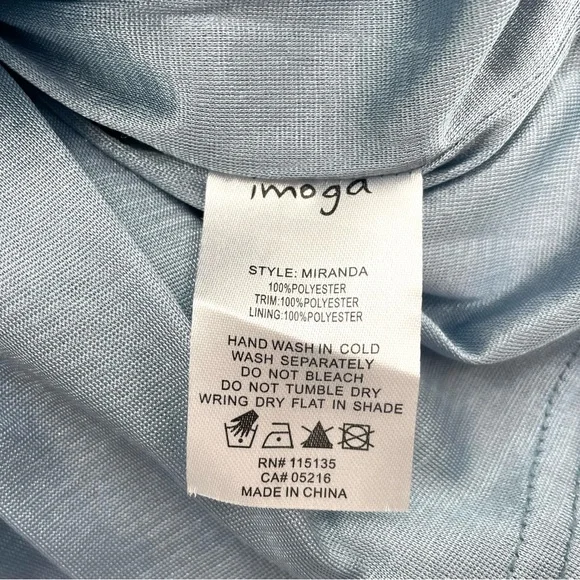 imoga
STYLE: MIRANDA
100%POLYESTER
TRIM:100%POLYESTER
LINING:100%POLYESTER
HAND WASH IN COLD
WASH SEPARATELY
DO NOT BLEACH
DO NOT TUMBLE DRY
WRING DRY FLAT IN SHADE
RN# 115135
CA# 05216
MADE IN CHINA